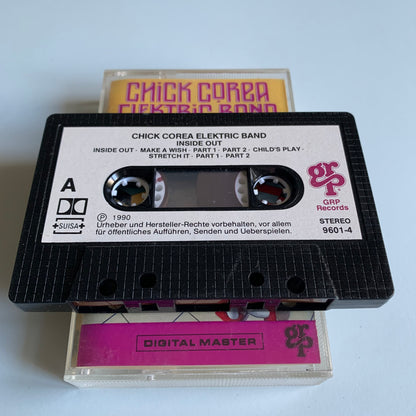 CHICK COREA
ELEKTRIC BAND
CHICK COREA ELEKTRIC BAND
INSIDE OUT
INSIDE OUT · MAKE A WISH · PART 1 · PART 2 · CHILD'S PLAY ·
STRETCH IT · PART 1 · PART 2
A
grp
GRP
Records
STEREO
9601-4
+SUISA+
℗ 1990
Urheber und Hersteller-Rechte vorbehalten, vor allem
für öffentliches Aufführen, Senden und Ueberspielen.
DIGITAL MASTER
grp